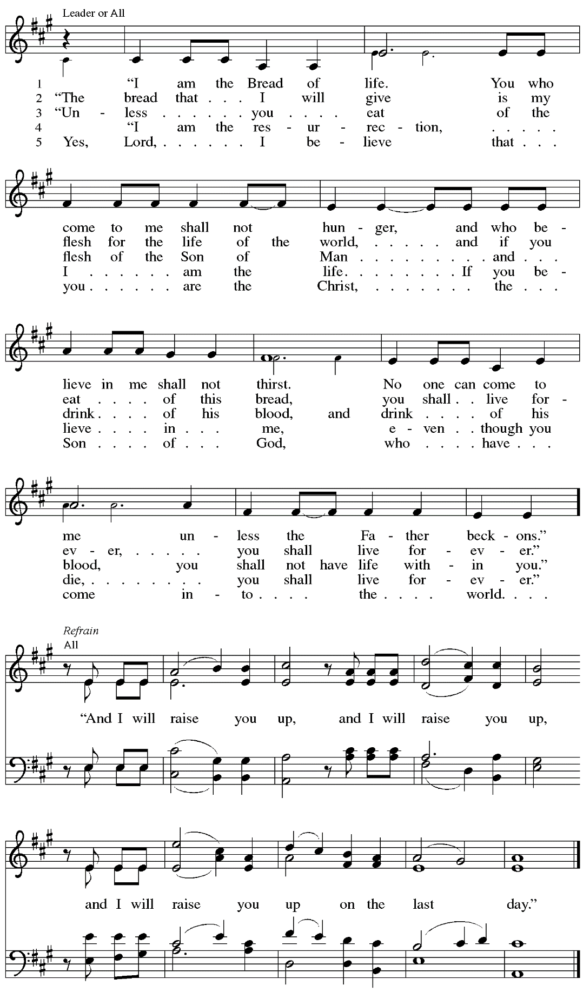 Leader or All
1 “I am the Bread of life. You who
2 “The bread that . . . I will give is my
3 “Un - less . . . . . . you . . . . eat of the
4 “I am the res - ur - rec - tion, . . . . .
5 Yes, Lord, . . . . . . I be - lieve that . . .
come to me shall not hun - ger, and who be -
flesh for the life of the world, . . . . . and if you
flesh of the Son of Man . . . . . . . . . and . . .
I . . . . . . am the life. . . . . . . . If you be -
you . . . . . . are the Christ, . . . . . . . the . . .
lieve in me shall not thirst. No one can come to
eat . . . . of this bread, you shall . . live for -
drink . . . . of his blood, and drink . . . . of his
lieve . . . . in . . . me, e - ven . . though you
Son . . . . of . . . God, who . . . . have . . .
me un - less the Fa - ther beck - ons.”
ev - er, . . . . . you shall live for - ev - er.”
blood, you shall not have life with - in you.”
die, . . . . . . . . you shall live for - ev - er.”
come in - to . . . . the . . . . world. . . .
Refrain
All
“And I will raise you up, and I will raise you up,
and I will raise you up on the last day.”